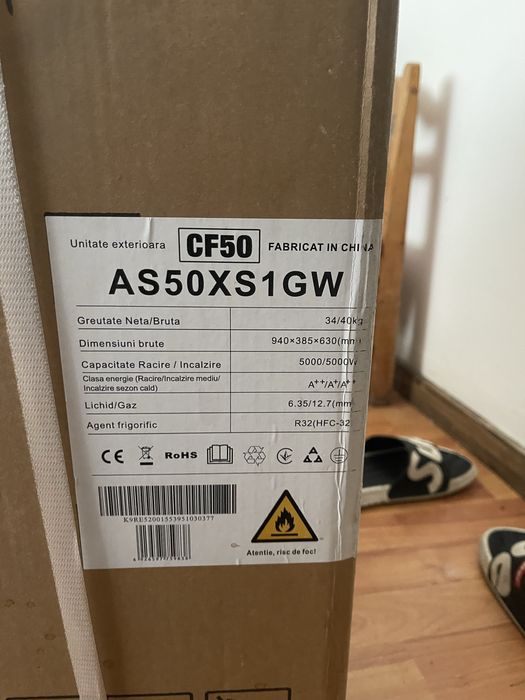 Unitate exterioara CF50 FABRICAT IN CHINA
AS50XS1GW
Greutate Neta/Bruta 34/40kg
Dimensiuni brute 940×385×630(mm
Capacitate Racire / Incalzire 5000/5000W
Clasa energie (Racire/Incalzire mediu/
Incalzire sezon cald) A++/A+/A++
Lichid/Gaz 6.35/12.7(mm
Agent frigorific R32(HFC-32
CE RoHS
K9RE52001553951030377
Atentie, risc de foc!